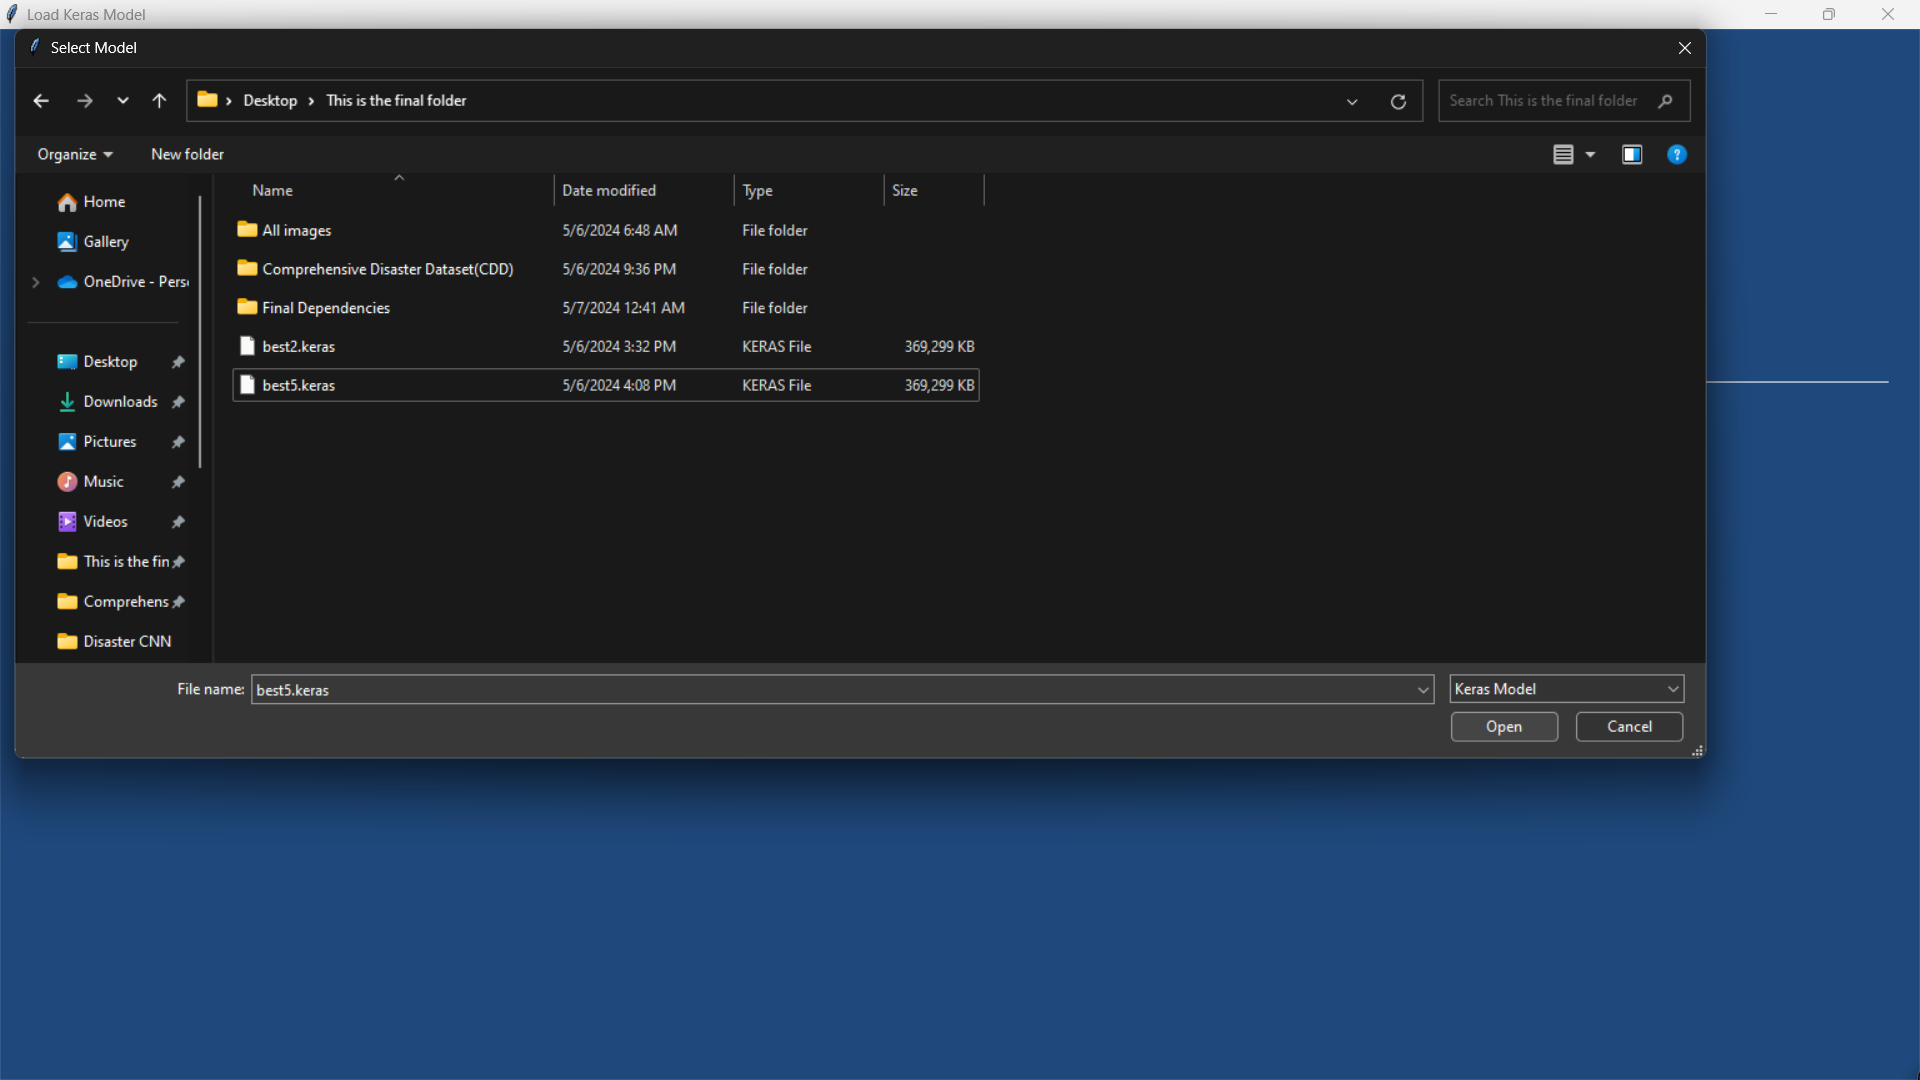 Load Keras Model
Select Model
Desktop > This is the final folder
Search This is the final folder
Organize
New folder
Name Date modified Type Size
Home
Gallery
OneDrive - Pers
Desktop
Downloads
Pictures
Music
Videos
This is the fin
Comprehens
Disaster CNN
All images 5/6/2024 6:48 AM File folder
Comprehensive Disaster Dataset(CDD) 5/6/2024 9:36 PM File folder
Final Dependencies 5/7/2024 12:41 AM File folder
best2.keras 5/6/2024 3:32 PM KERAS File 369,299 KB
best5.keras 5/6/2024 4:08 PM KERAS File 369,299 KB
File name: best5.keras
Keras Model
Open
Cancel